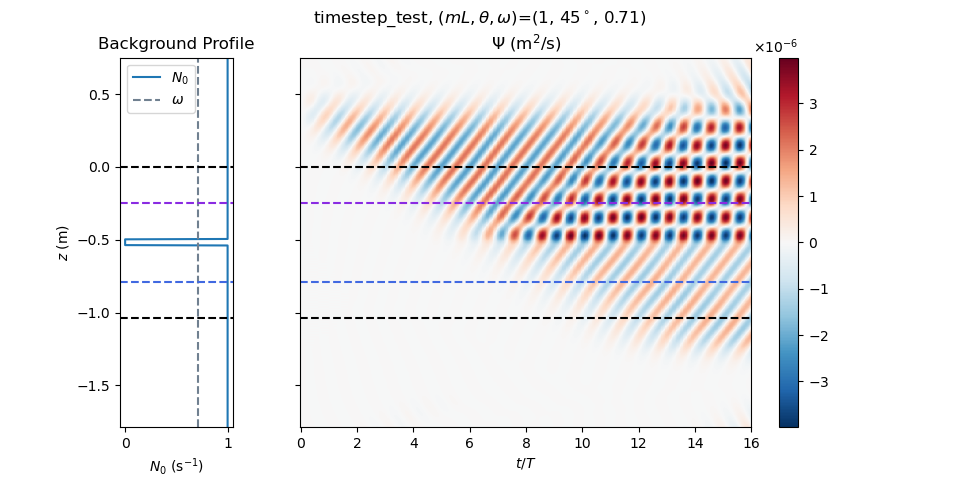 timestep_test, (mL, θ, ω)=(1, 45°, 0.71)
Background Profile
Ψ (m²/s)
×10⁻⁶
N₀
ω
0.5
0.0
−0.5
−1.0
−1.5
z (m)
0 1
N₀ (s⁻¹)
0 2 4 6 8 10 12 14 16
t/T
3
2
1
0
−1
−2
−3